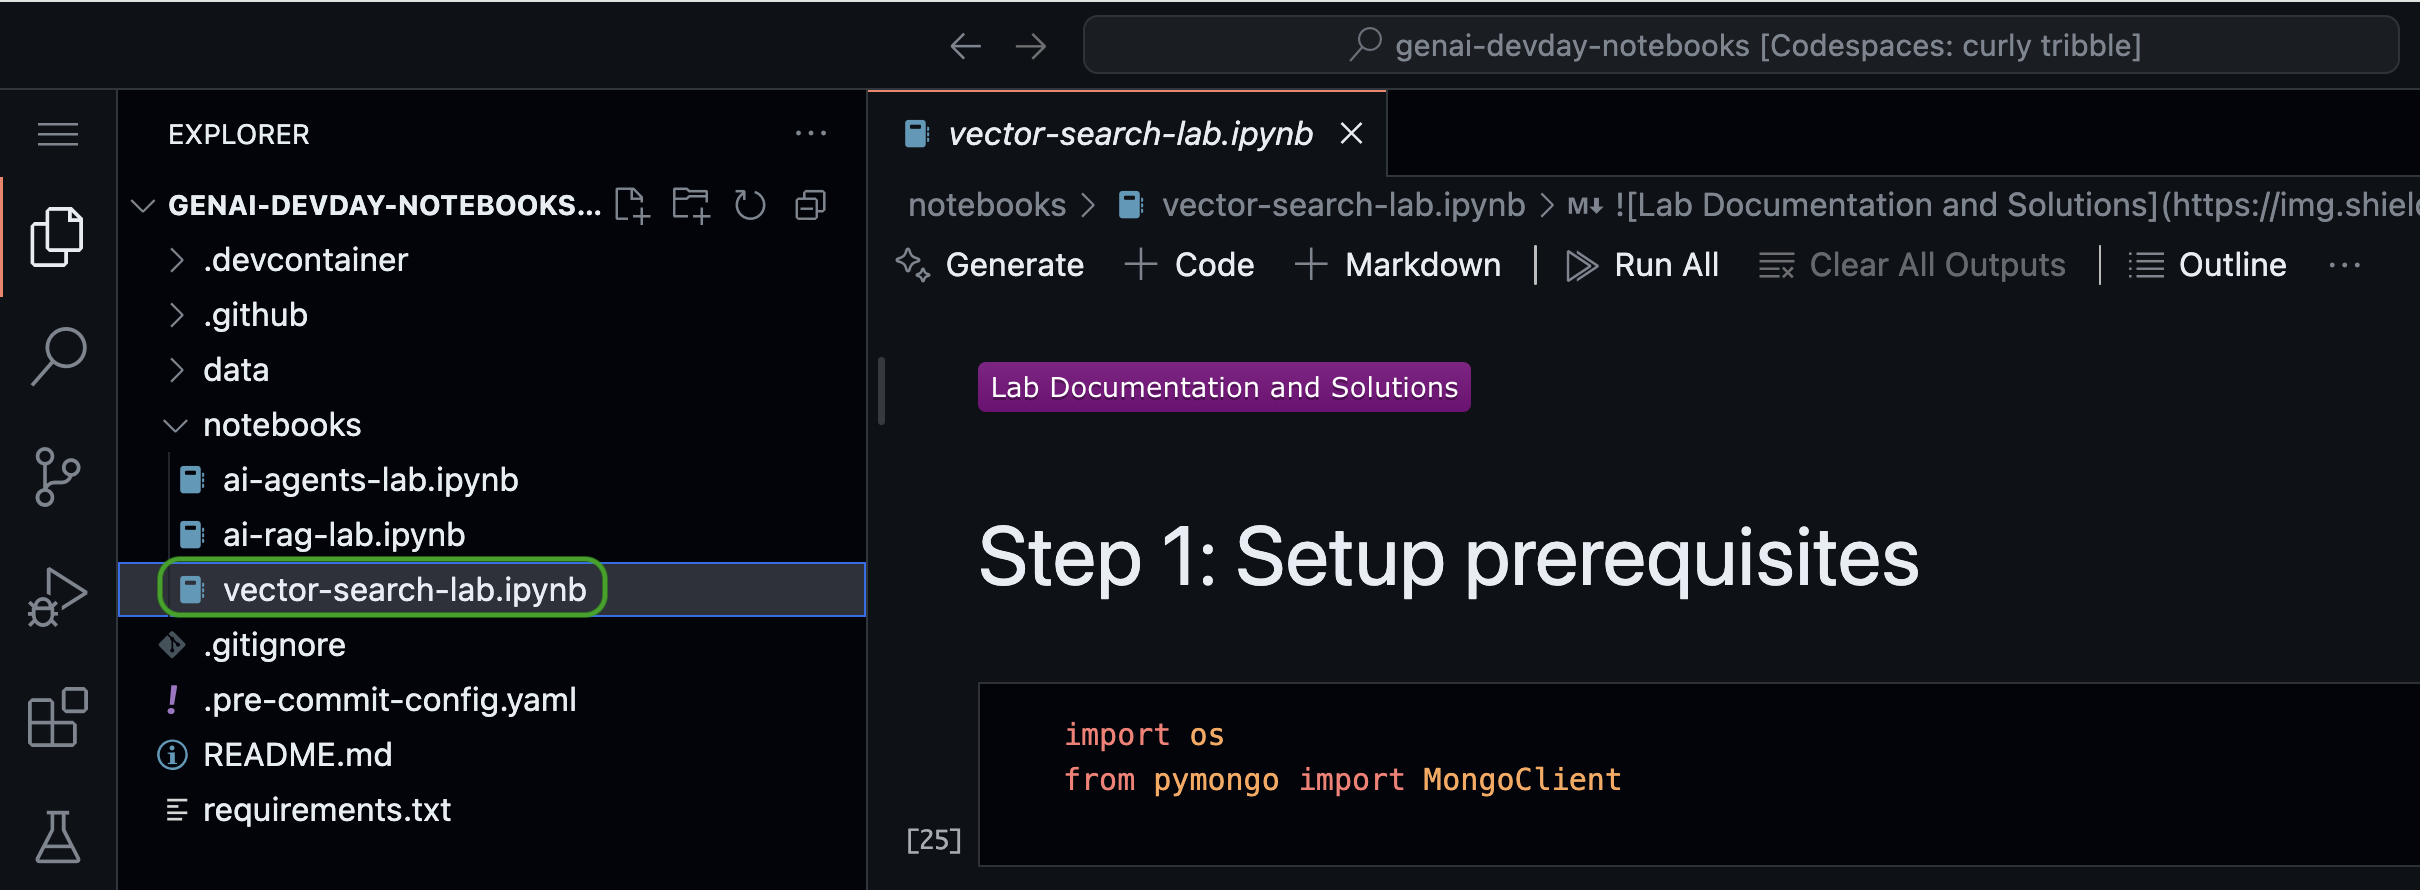 genai-devday-notebooks [Codespaces: curly tribble]
EXPLORER
GENAI-DEVDAY-NOTEBOOKS...
.devcontainer
.github
data
notebooks
ai-agents-lab.ipynb
ai-rag-lab.ipynb
vector-search-lab.ipynb
.gitignore
.pre-commit-config.yaml
README.md
requirements.txt
vector-search-lab.ipynb
notebooks > vector-search-lab.ipynb > M↓ ![Lab Documentation and Solutions](https://img.shiel
Generate + Code + Markdown | Run All Clear All Outputs | Outline ...
Lab Documentation and Solutions
Step 1: Setup prerequisites
import os
from pymongo import MongoClient
[25]